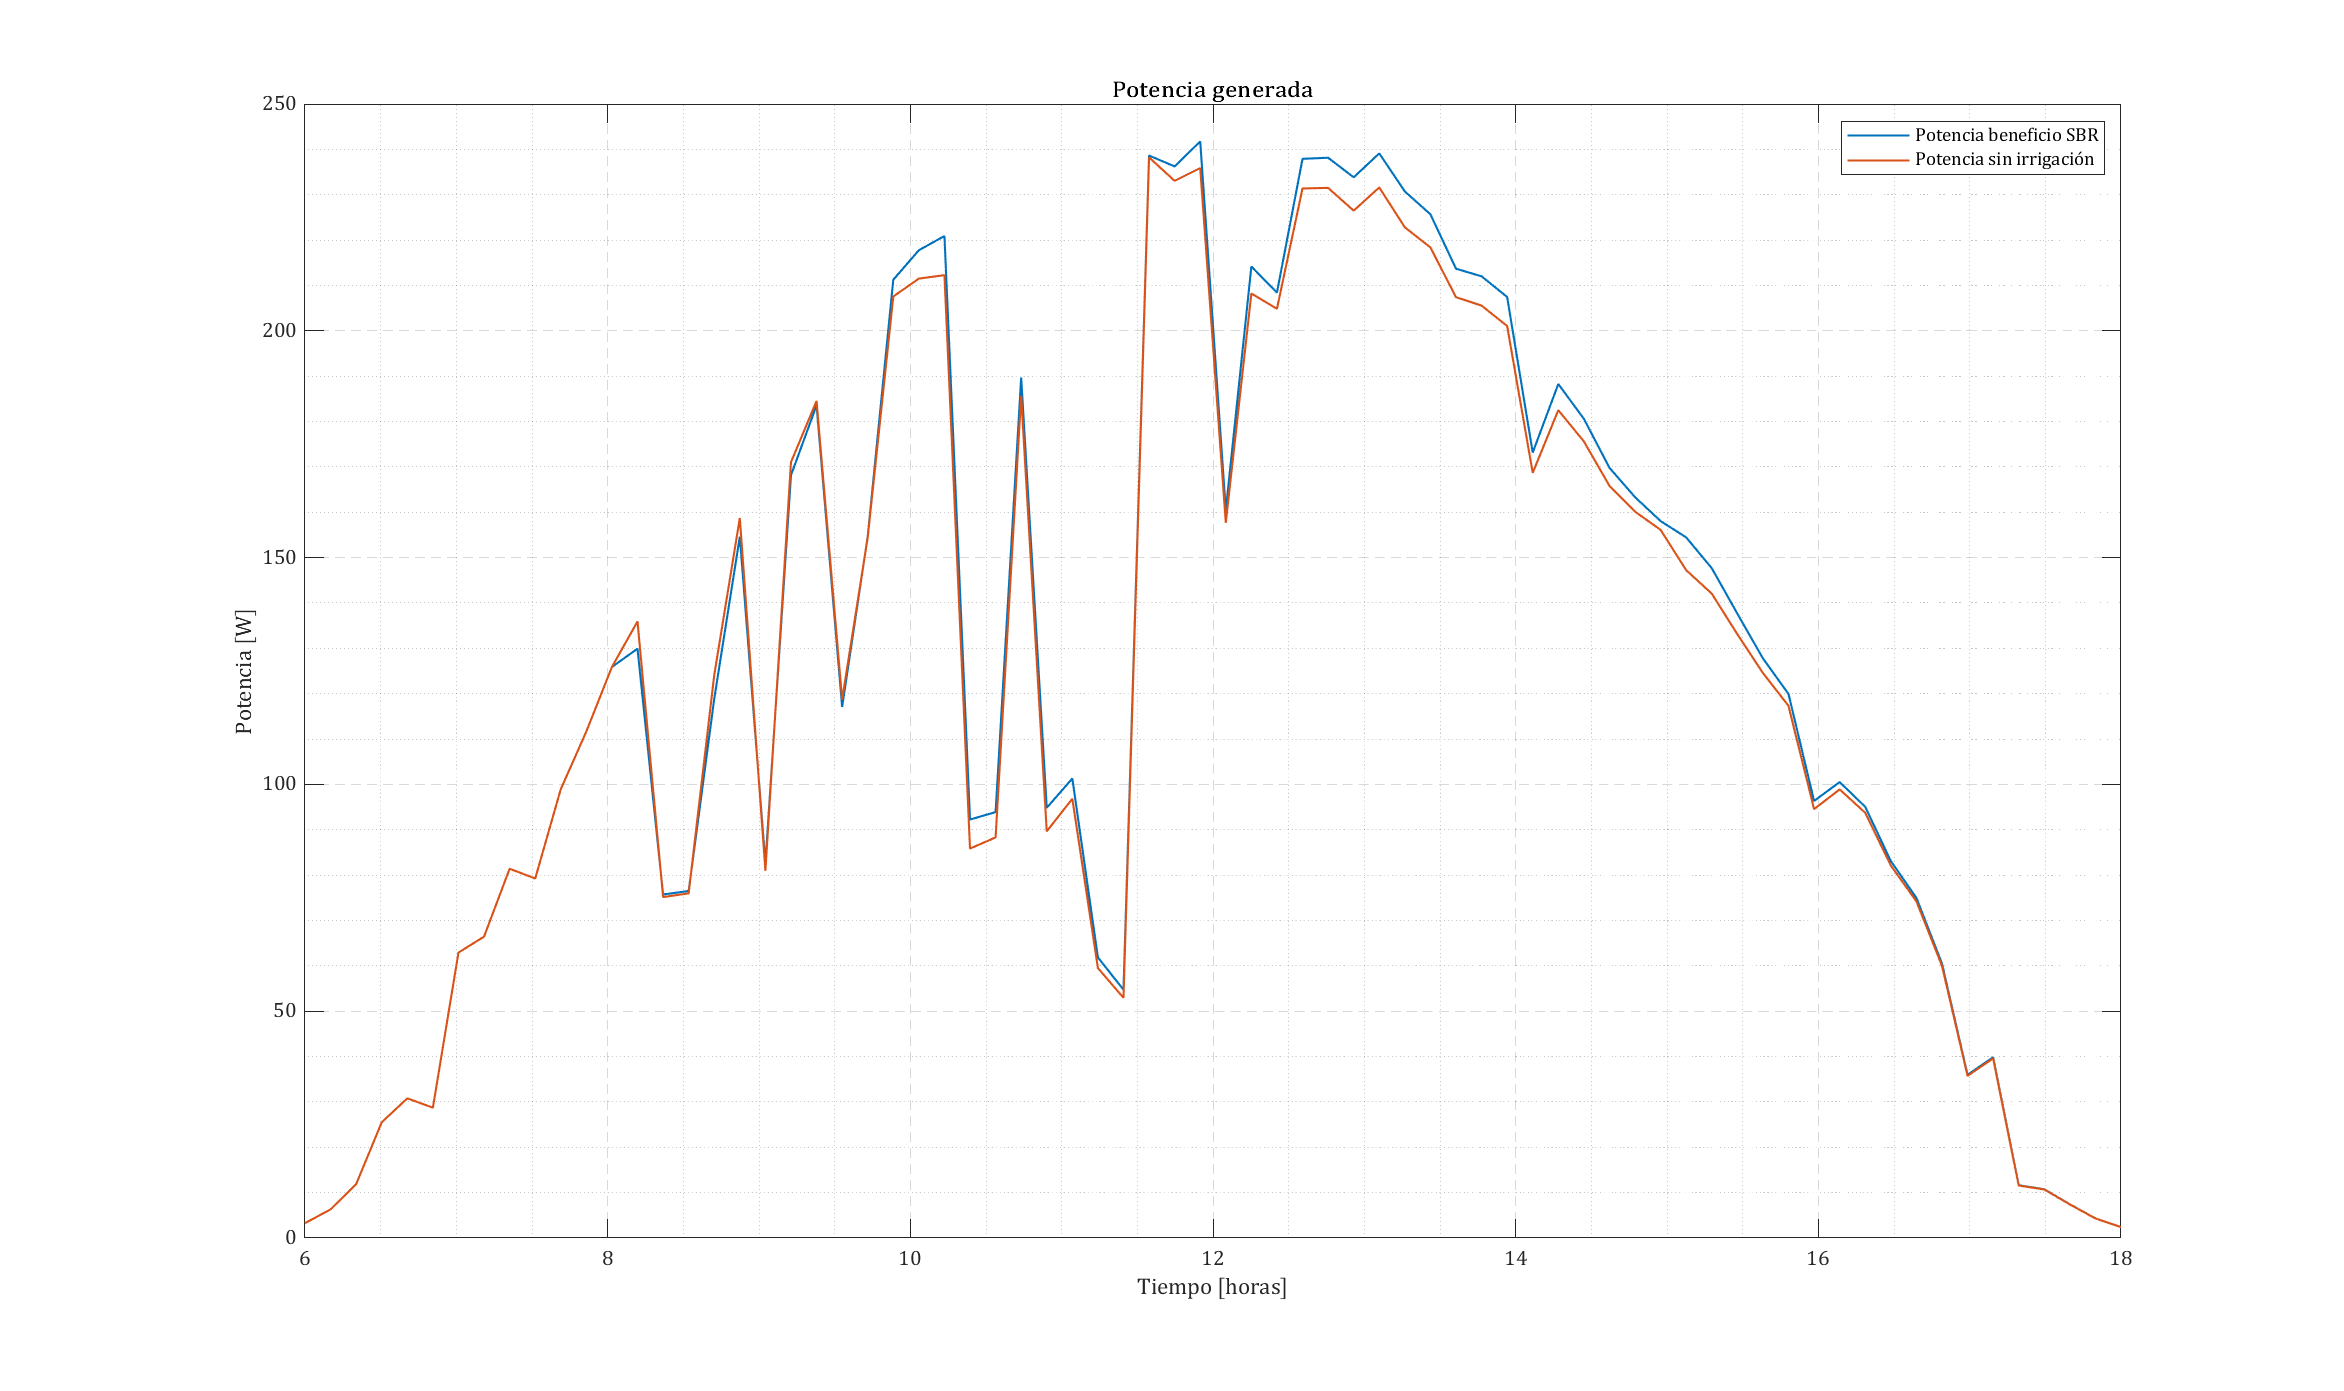 Potencia generada
250
200
150
100
50
0
Potencia [W]
Potencia beneficio SBR
Potencia sin irrigación
6
8
10
12
14
16
18
Tiempo [horas]